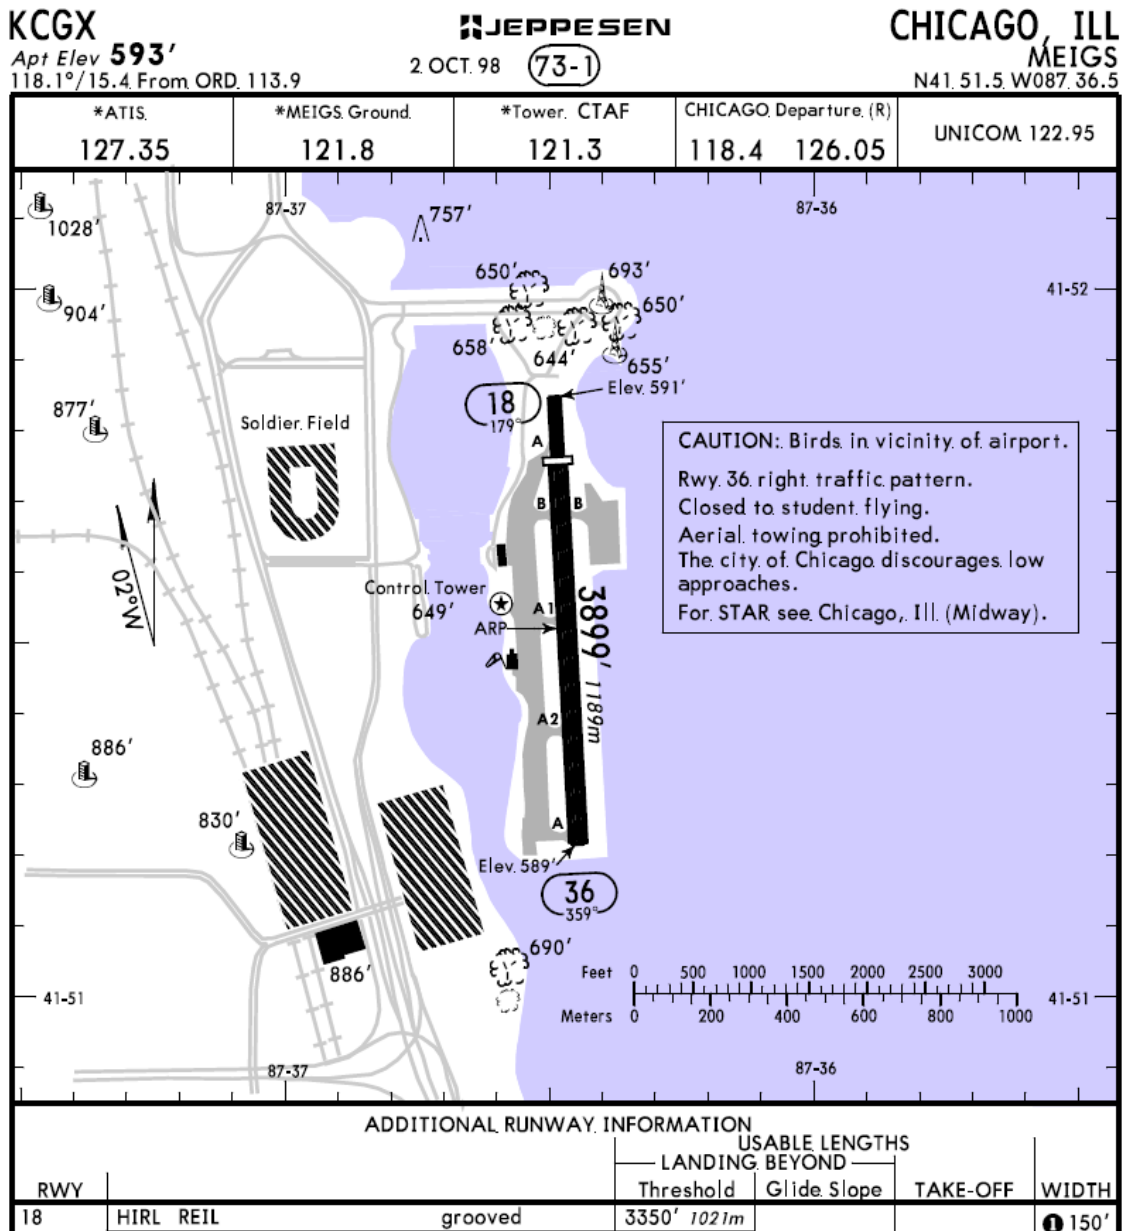 KCGX
JEPPESEN
CHICAGO, ILL
Apt Elev 593'
2 OCT 98
73-1
MEIGS
118.1°/15.4 From ORD 113.9
N41 51.5 W087 36.5
*ATIS
*MEIGS Ground
*Tower CTAF
CHICAGO Departure (R)
UNICOM 122.95
127.35
121.8
121.3
118.4 126.05
87-37
87-36
1028'
757'
650'
693'
41-52
904'
650'
658'
644'
655'
Elev 591'
18
179°
877'
Soldier Field
A
CAUTION: Birds in vicinity of airport.
Rwy 36 right traffic pattern.
Closed to student flying.
Aerial towing prohibited.
The city of Chicago discourages low
approaches.
For STAR see Chicago, Ill (Midway).
B
B
02°W
Control Tower
649'
A1
ARP
3899'
1189m
A2
886'
830'
A
Elev 589'
36
359°
690'
886'
41-51
Feet 0 500 1000 1500 2000 2500 3000
Meters 0 200 400 600 800 1000
41-51
87-37
87-36
ADDITIONAL RUNWAY INFORMATION
USABLE LENGTHS
LANDING BEYOND
RWY
Threshold
Glide Slope
TAKE-OFF
WIDTH
18
HIRL REIL
grooved
3350' 1021m
1 150'